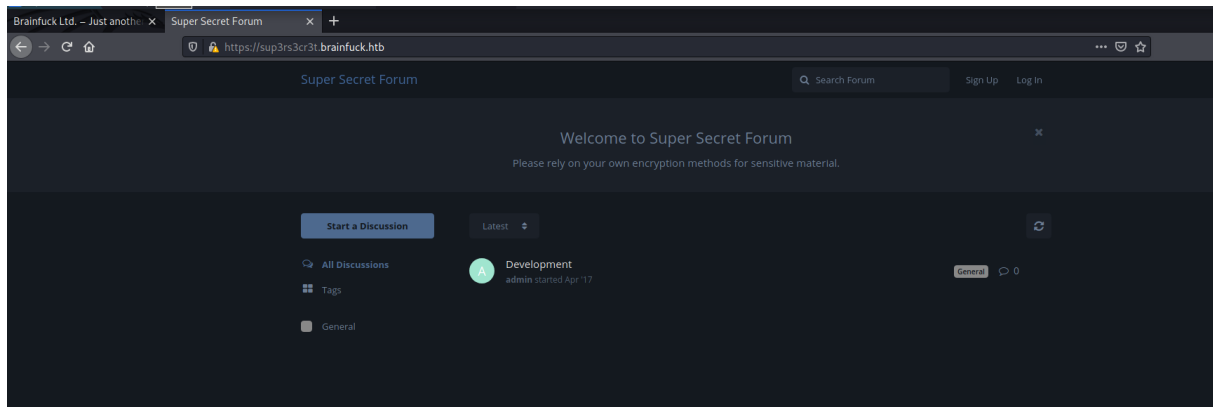 Brainfuck Ltd. – Just anothe
Super Secret Forum
https://sup3rs3cr3t.brainfuck.htb
Super Secret Forum
Search Forum
Sign Up
Log In
Welcome to Super Secret Forum
Please rely on your own encryption methods for sensitive material.
Start a Discussion
Latest
All Discussions
Tags
General
A
Development
admin started Apr '17
General
0